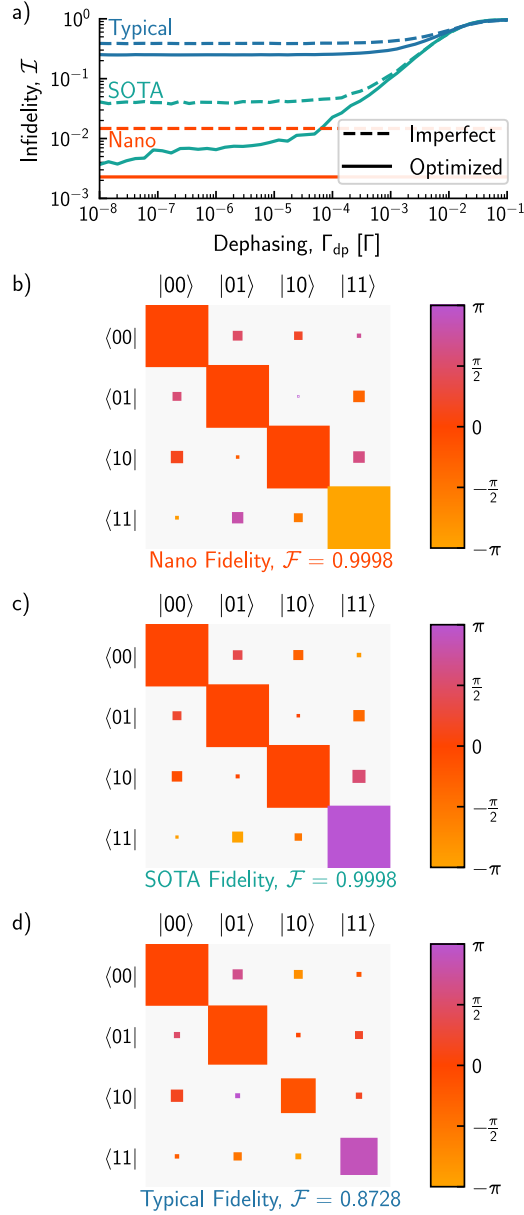 a)
Infidelity, ℐ
10⁰
10⁻¹
10⁻²
10⁻³
Typical
SOTA
Nano
Imperfect
Optimized
10⁻⁸ 10⁻⁷ 10⁻⁶ 10⁻⁵ 10⁻⁴ 10⁻³ 10⁻² 10⁻¹
Dephasing, Γ_dp [Γ]
b)
|00⟩ |01⟩ |10⟩ |11⟩
⟨00|
⟨01|
⟨10|
⟨11|
π
π/2
0
−π/2
−π
Nano Fidelity, ℱ = 0.9998
c)
|00⟩ |01⟩ |10⟩ |11⟩
⟨00|
⟨01|
⟨10|
⟨11|
π
π/2
0
−π/2
−π
SOTA Fidelity, ℱ = 0.9998
d)
|00⟩ |01⟩ |10⟩ |11⟩
⟨00|
⟨01|
⟨10|
⟨11|
π
π/2
0
−π/2
−π
Typical Fidelity, ℱ = 0.8728